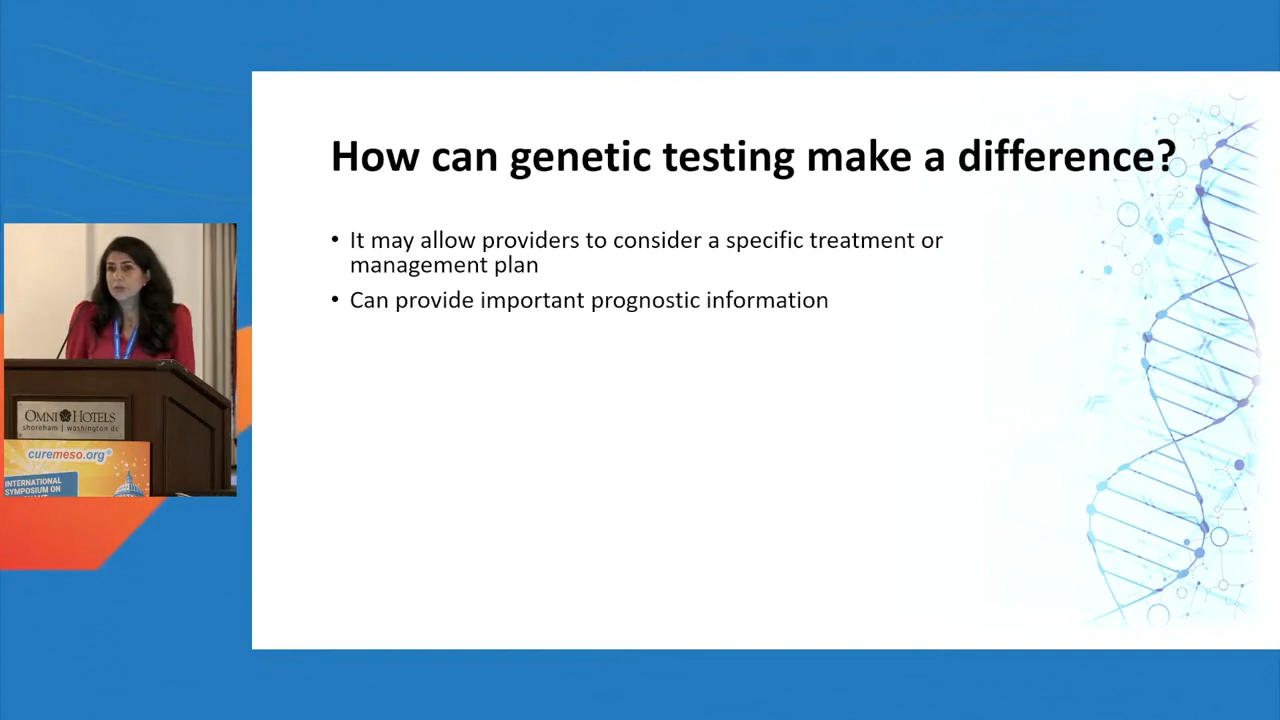 How can genetic testing make a difference?
• It may allow providers to consider a specific treatment or
management plan
• Can provide important prognostic information
OMNI HOTELS
shoreham | washington dc
curemeso.org®
INTERNATIONAL
SYMPOSIUM ON